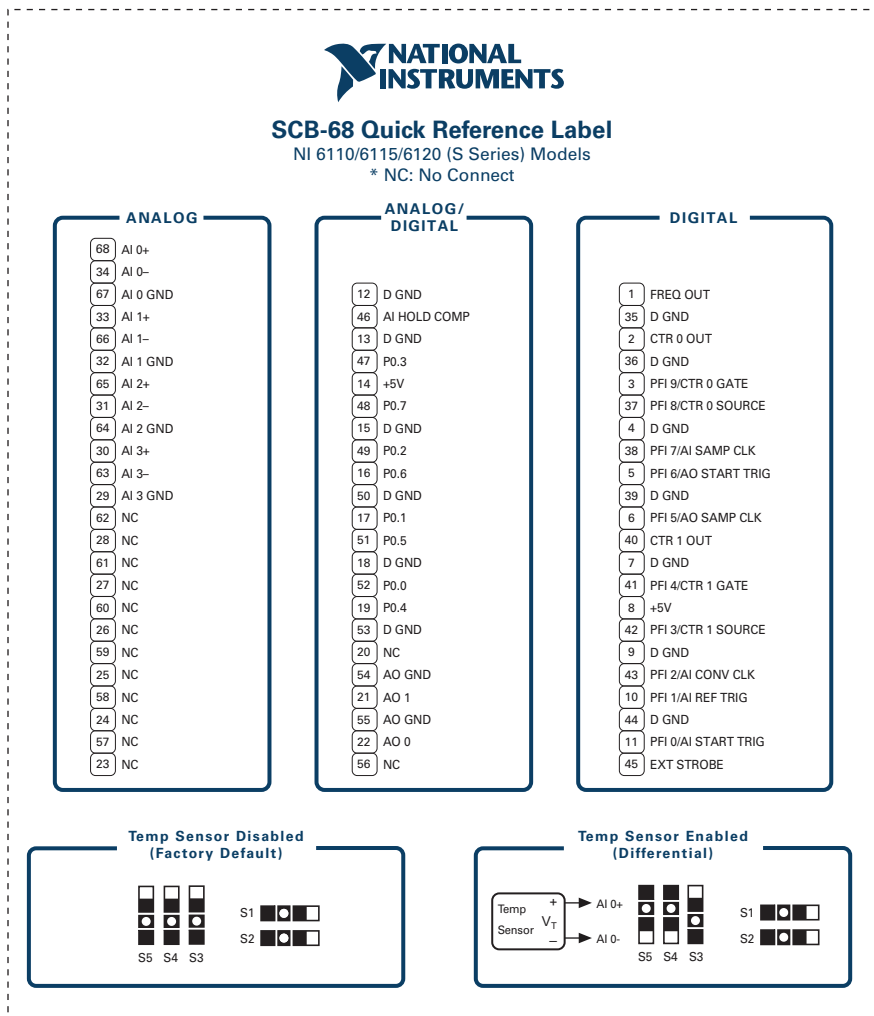 NATIONAL
INSTRUMENTS
SCB-68 Quick Reference Label
NI 6110/6115/6120 (S Series) Models
* NC: No Connect
ANALOG
68 AI 0+
34 AI 0–
67 AI 0 GND
33 AI 1+
66 AI 1–
32 AI 1 GND
65 AI 2+
31 AI 2–
64 AI 2 GND
30 AI 3+
63 AI 3–
29 AI 3 GND
62 NC
28 NC
61 NC
27 NC
60 NC
26 NC
59 NC
25 NC
58 NC
24 NC
57 NC
23 NC
ANALOG/
DIGITAL
12 D GND
46 AI HOLD COMP
13 D GND
47 P0.3
14 +5V
48 P0.7
15 D GND
49 P0.2
16 P0.6
50 D GND
17 P0.1
51 P0.5
18 D GND
52 P0.0
19 P0.4
53 D GND
20 NC
54 AO GND
21 AO 1
55 AO GND
22 AO 0
56 NC
DIGITAL
1 FREQ OUT
35 D GND
2 CTR 0 OUT
36 D GND
3 PFI 9/CTR 0 GATE
37 PFI 8/CTR 0 SOURCE
4 D GND
38 PFI 7/AI SAMP CLK
5 PFI 6/AO START TRIG
39 D GND
6 PFI 5/AO SAMP CLK
40 CTR 1 OUT
7 D GND
41 PFI 4/CTR 1 GATE
8 +5V
42 PFI 3/CTR 1 SOURCE
9 D GND
43 PFI 2/AI CONV CLK
10 PFI 1/AI REF TRIG
44 D GND
11 PFI 0/AI START TRIG
45 EXT STROBE
Temp Sensor Disabled
(Factory Default)
S1
S2
S5 S4 S3
Temp Sensor Enabled
(Differential)
Temp
Sensor
+
VT
–
AI 0+
AI 0-
S5 S4 S3
S1
S2